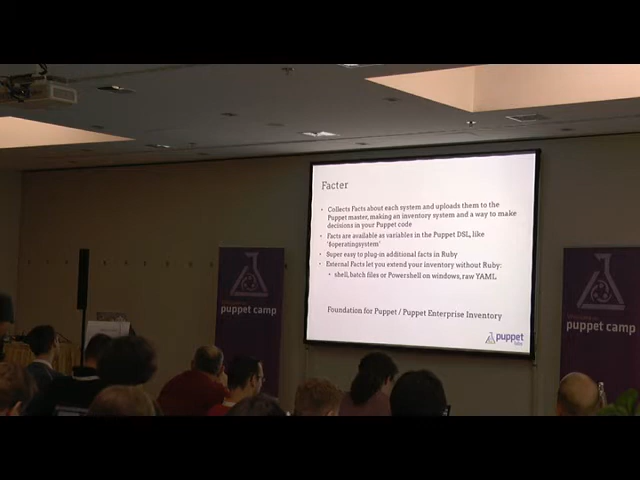 Facter
• Collects Facts about each system and uploads them to the
Puppet master, making an inventory system and a way to make
decisions in your Puppet code
• Facts are available as variables in the Puppet DSL, like
'$operatingsystem'
• Super easy to plug-in additional facts in Ruby
• External Facts let you extend your inventory without Ruby:
• shell, batch files or Powershell on windows, raw YAML
Foundation for Puppet / Puppet Enterprise Inventory
puppet
labs
puppet camp
puppet camp